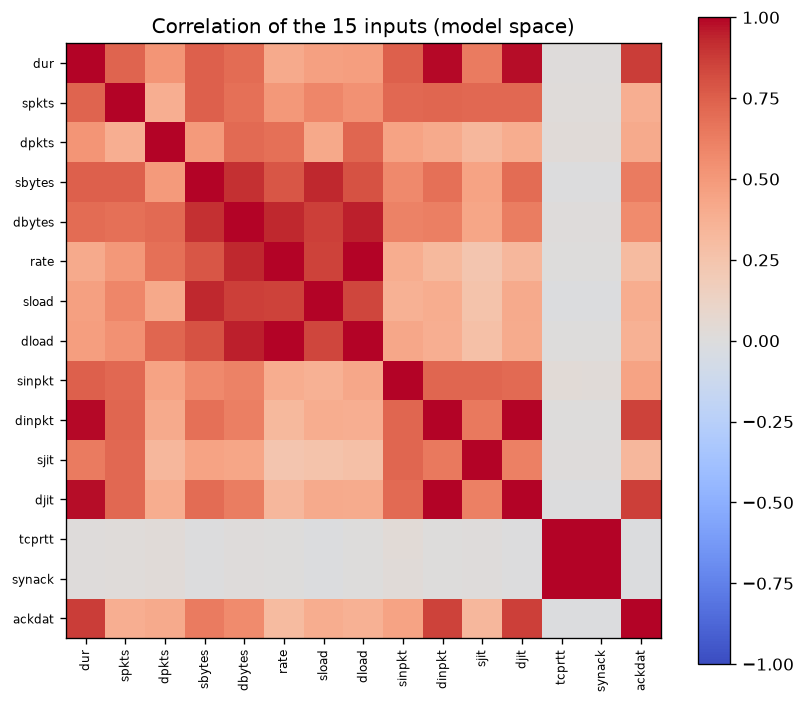 Correlation of the 15 inputs (model space)
dur
spkts
dpkts
sbytes
dbytes
rate
sload
dload
sinpkt
dinpkt
sjit
djit
tcprtt
synack
ackdat
dur
spkts
dpkts
sbytes
dbytes
rate
sload
dload
sinpkt
dinpkt
sjit
djit
tcprtt
synack
ackdat
1.00
0.75
0.50
0.25
0.00
−0.25
−0.50
−0.75
−1.00